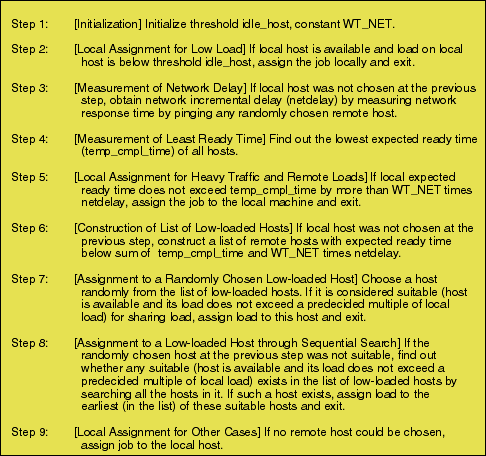 Step 1: [Initialization] Initialize threshold idle_host, constant WT_NET.
Step 2: [Local Assignment for Low Load] If local host is available and load on local
host is below threshold idle_host, assign the job locally and exit.
Step 3: [Measurement of Network Delay] If local host was not chosen at the previous
step, obtain network incremental delay (netdelay) by measuring network
response time by pinging any randomly chosen remote host.
Step 4: [Measurement of Least Ready Time] Find out the lowest expected ready time
(temp_cmpl_time) of all hosts.
Step 5: [Local Assignment for Heavy Traffic and Remote Loads] If local expected
ready time does not exceed temp_cmpl_time by more than WT_NET times
netdelay, assign the job to the local machine and exit.
Step 6: [Construction of List of Low-loaded Hosts] If local host was not chosen at the
previous step, construct a list of remote hosts with expected ready time
below sum of temp_cmpl_time and WT_NET times netdelay.
Step 7: [Assignment to a Randomly Chosen Low-loaded Host] Choose a host
randomly from the list of low-loaded hosts. If it is considered suitable (host
is available and its load does not exceed a predecided multiple of local
load) for sharing load, assign load to this host and exit.
Step 8: [Assignment to a Low-loaded Host through Sequential Search] If the
randomly chosen host at the previous step was not suitable, find out
whether any suitable (host is available and its load does not exceed a
predecided multiple of local load) exists in the list of low-loaded hosts by
searching all the hosts in it. If such a host exists, assign load to the
earliest (in the list) of these suitable hosts and exit.
Step 9: [Local Assignment for Other Cases] If no remote host could be chosen,
assign job to the local host.